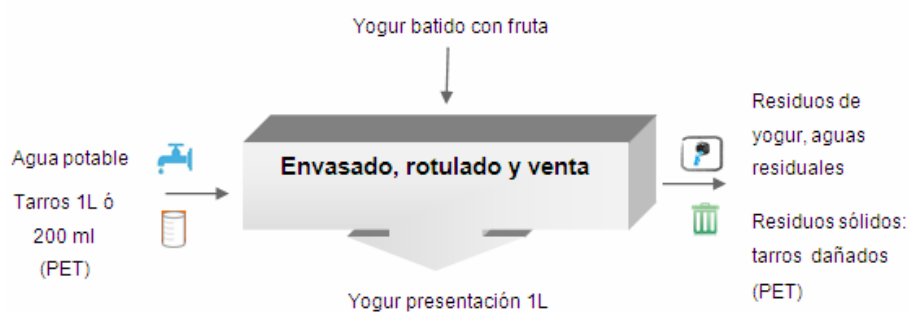 Yogur batido con fruta
Agua potable
Tarros 1L ó
200 ml
(PET)
Envasado, rotulado y venta
Residuos de
yogur, aguas
residuales
Residuos sólidos:
tarros dañados
(PET)
Yogur presentación 1L